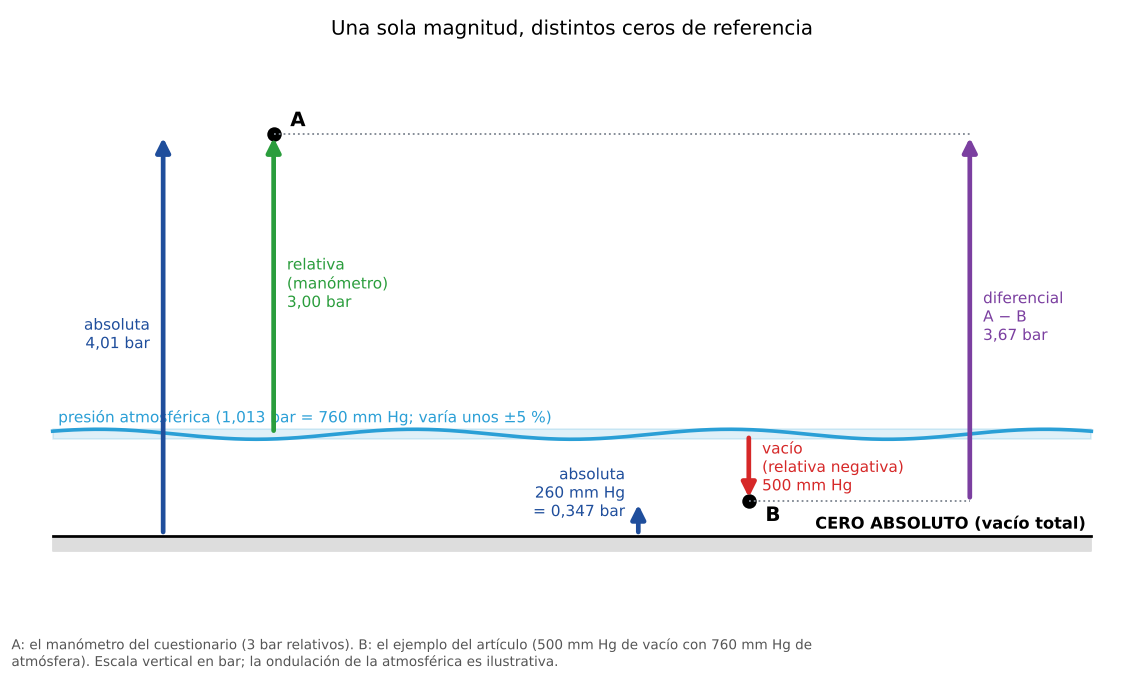 Una sola magnitud, distintos ceros de referencia
A
relativa
(manómetro)
3,00 bar
diferencial
A − B
3,67 bar
absoluta
4,01 bar
presión atmosférica (1,013 bar = 760 mm Hg; varía unos ±5 %)
vacío
(relativa negativa)
500 mm Hg
absoluta
260 mm Hg
= 0,347 bar
B
CERO ABSOLUTO (vacío total)
A: el manómetro del cuestionario (3 bar relativos). B: el ejemplo del artículo (500 mm Hg de vacío con 760 mm Hg de
atmósfera). Escala vertical en bar; la ondulación de la atmosférica es ilustrativa.